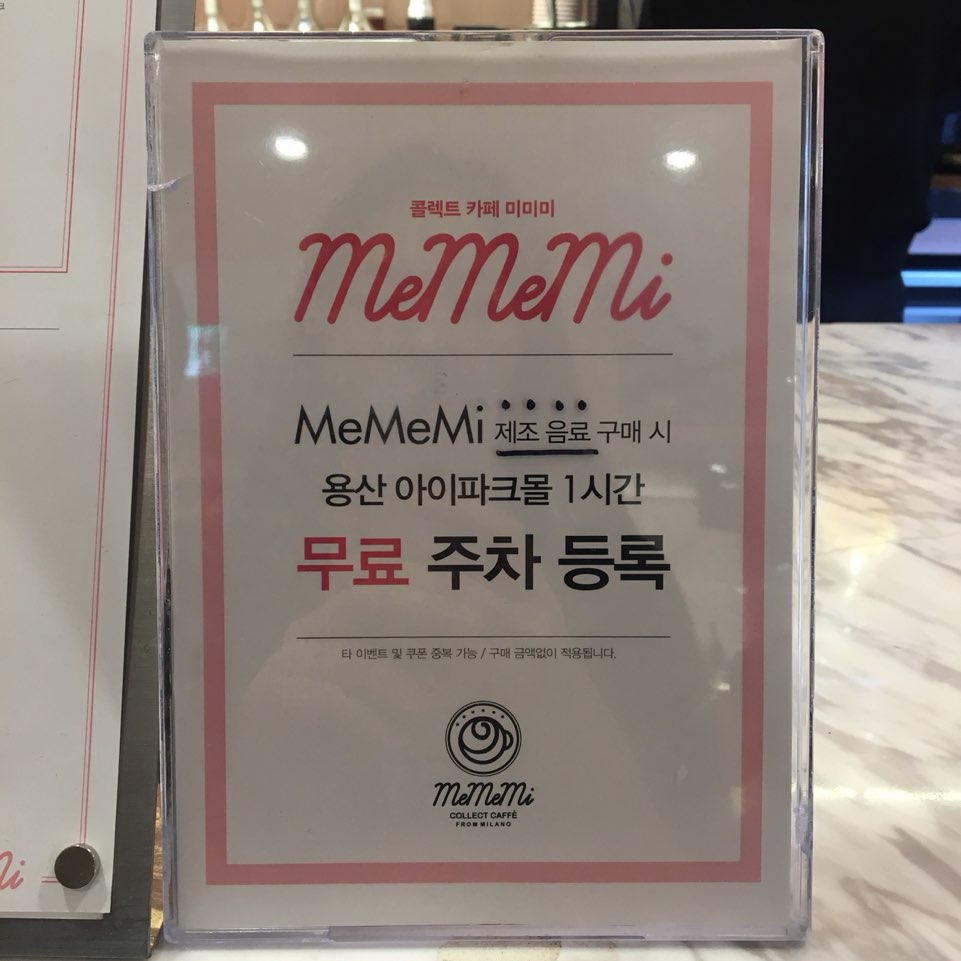 콜렉트 카페 미미미
MeMeMi
MeMeMi 제조 음료 구매 시
용산 아이파크몰 1시간
무료 주차 등록
타 이벤트 및 쿠폰 중복 가능 / 구매 금액없이 적용됩니다.
MeMeMi
COLLECT CAFFÈ
FROM MILANO